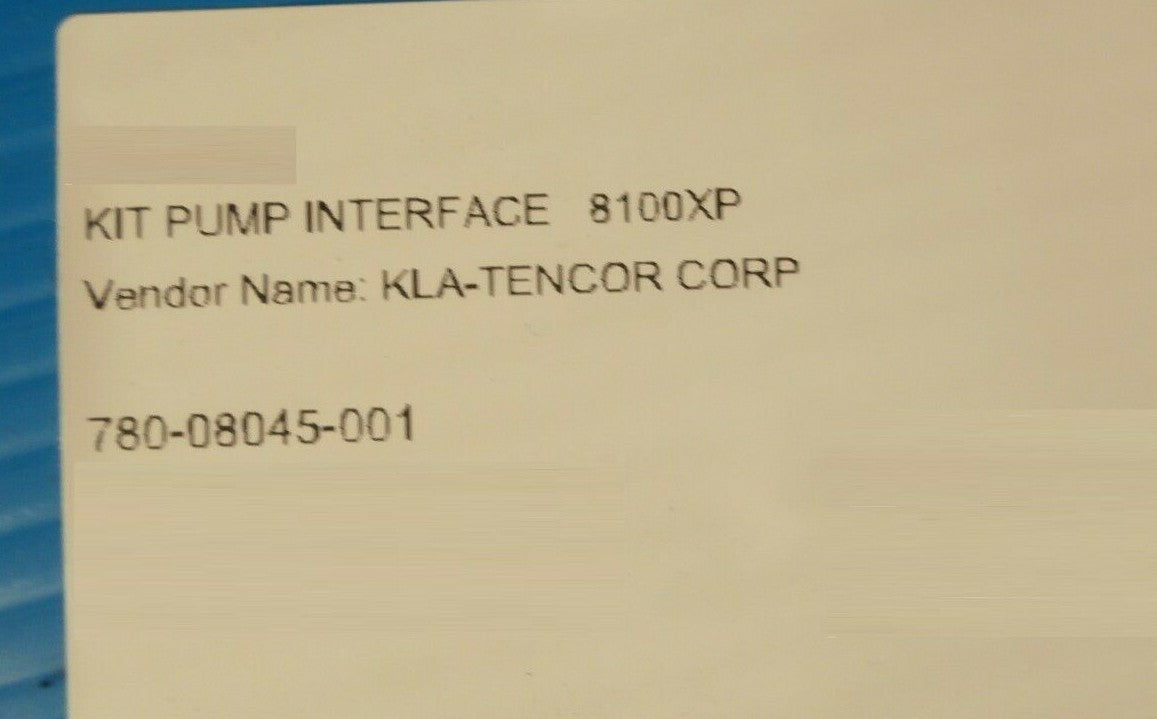 KIT PUMP INTERFACE 8100XP
Vendor Name: KLA-TENCOR CORP
780-08045-001